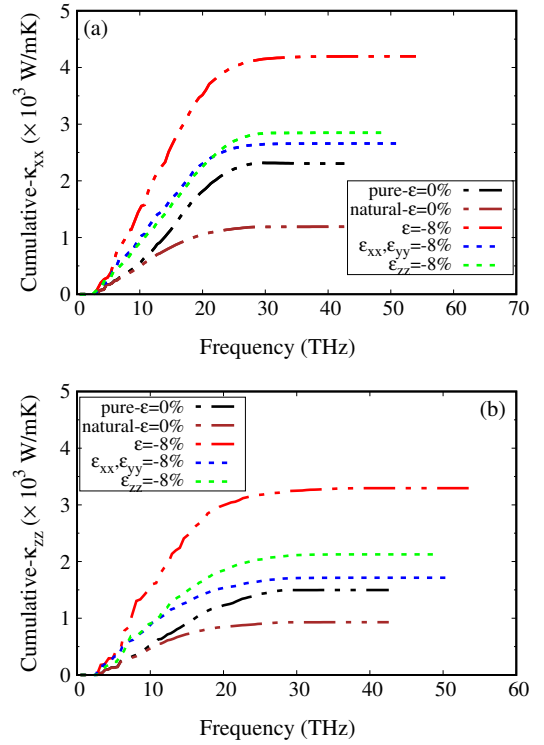 (a)
5
4
3
2
1
0
0 10 20 30 40 50 60 70
Cumulative-κxx (× 10³ W/mK)
Frequency (THz)
pure-ε=0%
natural-ε=0%
ε=-8%
εxx,εyy=-8%
εzz=-8%
(b)
5
4
3
2
1
0
0 10 20 30 40 50 60
Cumulative-κzz (× 10³ W/mK)
Frequency (THz)
pure-ε=0%
natural-ε=0%
ε=-8%
εxx,εyy=-8%
εzz=-8%